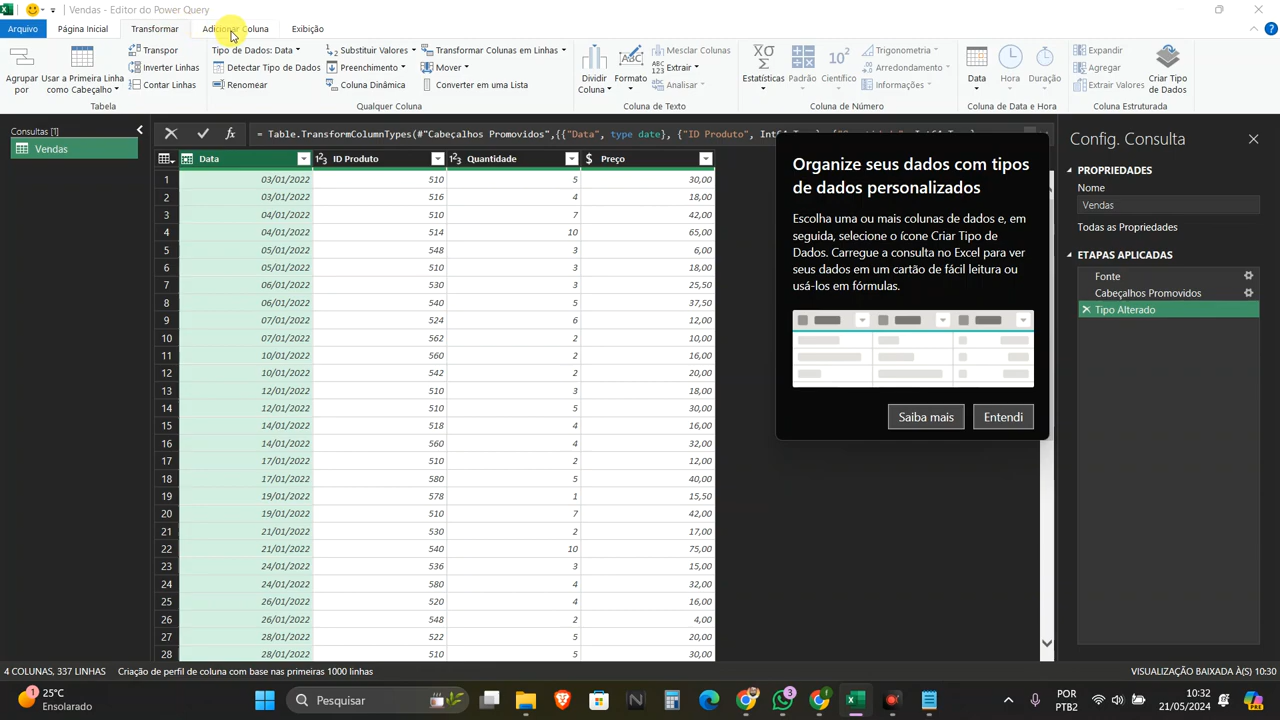 Vendas - Editor do Power Query
Arquivo Página Inicial Transformar Adicionar Coluna Exibição
Agrupar por
Usar a Primeira Linha como Cabeçalho
Transpor
Inverter Linhas
Contar Linhas
Tabela
Tipo de Dados: Data
Detectar Tipo de Dados
Renomear
Substituir Valores
Preenchimento
Coluna Dinâmica
Transformar Colunas em Linhas
Mover
Converter em uma Lista
Qualquer Coluna
Dividir Coluna
Formato
Mesclar Colunas
Extrair
Analisar
Coluna de Texto
Estatísticas
Padrão
Científico
Trigonometria
Arredondamento
Informações
Coluna de Número
Data
Hora
Duração
Coluna de Data e Hora
Expandir
Agregar
Extrair Valores
Criar Tipo de Dados
Coluna Estruturada
Consultas [1]
Vendas
= Table.TransformColumnTypes(#"Cabeçalhos Promovidos",{{"Data", type date}, {"ID Produto",
Data ID Produto Quantidade Preço
1 03/01/2022 510 5 30,00
2 03/01/2022 516 4 18,00
3 04/01/2022 510 7 42,00
4 04/01/2022 514 10 65,00
5 05/01/2022 548 3 6,00
6 05/01/2022 510 3 18,00
7 06/01/2022 530 3 25,50
8 06/01/2022 540 5 37,50
9 07/01/2022 524 6 12,00
10 07/01/2022 562 2 10,00
11 10/01/2022 560 2 16,00
12 10/01/2022 542 2 20,00
13 12/01/2022 510 3 18,00
14 12/01/2022 510 5 30,00
15 14/01/2022 518 4 16,00
16 14/01/2022 560 4 32,00
17 17/01/2022 510 2 12,00
18 17/01/2022 580 5 40,00
19 19/01/2022 578 1 15,50
20 19/01/2022 510 7 42,00
21 21/01/2022 530 2 17,00
22 21/01/2022 540 10 75,00
23 24/01/2022 536 3 15,00
24 24/01/2022 580 4 32,00
25 26/01/2022 520 4 16,00
26 26/01/2022 548 2 4,00
27 28/01/2022 522 5 20,00
28 28/01/2022 510 5 30,00
Organize seus dados com tipos
de dados personalizados
Escolha uma ou mais colunas de dados e, em
seguida, selecione o ícone Criar Tipo de
Dados. Carregue a consulta no Excel para ver
seus dados em um cartão de fácil leitura ou
usá-los em fórmulas.
Saiba mais Entendi
Config. Consulta
PROPRIEDADES
Nome
Vendas
Todas as Propriedades
ETAPAS APLICADAS
Fonte
Cabeçalhos Promovidos
Tipo Alterado
4 COLUNAS, 337 LINHAS Criação de perfil de coluna com base nas primeiras 1000 linhas
VISUALIZAÇÃO BAIXADA À(S) 10:30
1
25°C
Ensolarado
Pesquisar
3
POR
PTB2
10:32
21/05/2024